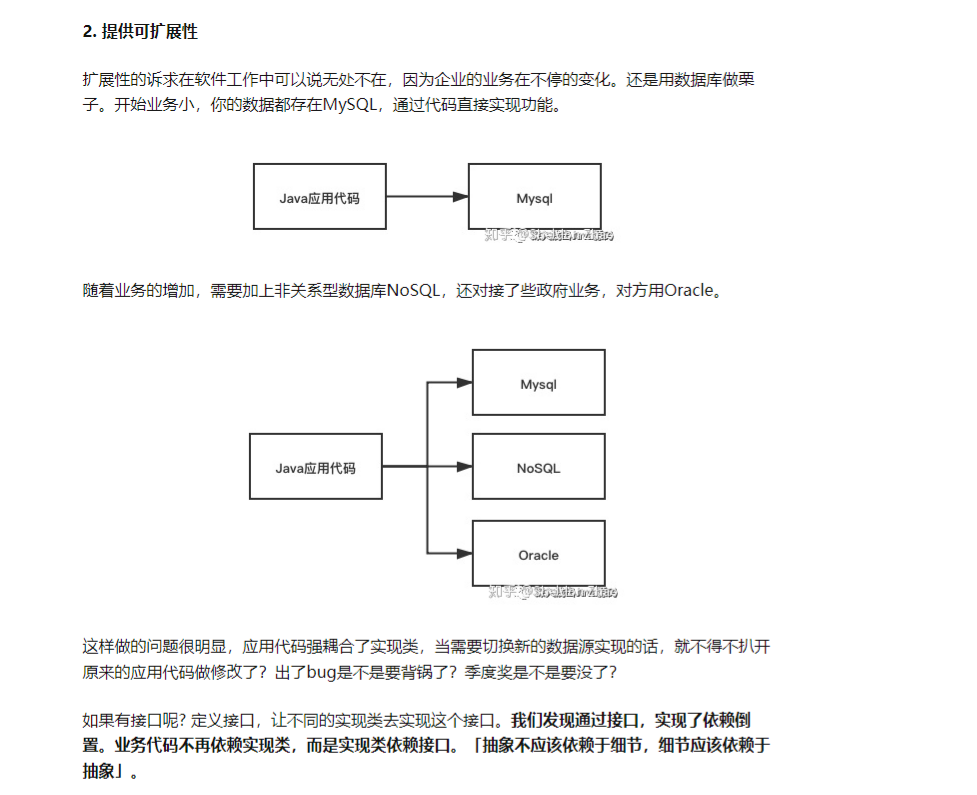 2. 提供可扩展性
扩展性的诉求在软件工作中可以说无处不在，因为企业的业务在不停的变化。还是用数据库做栗
子。开始业务小，你的数据都存在MySQL，通过代码直接实现功能。
Java应用代码
Mysql
知乎
随着业务的增加，需要加上非关系型数据库NoSQL，还对接了些政府业务，对方用Oracle。
Mysql
Java应用代码
NoSQL
Oracle
知乎
这样做的问题很明显，应用代码强耦合了实现类，当需要切换新的数据源实现的话，就不得不扒开
原来的应用代码做修改了？出了bug是不是要背锅了？季度奖是不是要没了？
如果有接口呢? 定义接口，让不同的实现类去实现这个接口。我们发现通过接口，实现了依赖倒
置。业务代码不再依赖实现类，而是实现类依赖接口。「抽象不应该依赖于细节，细节应该依赖于
抽象」。